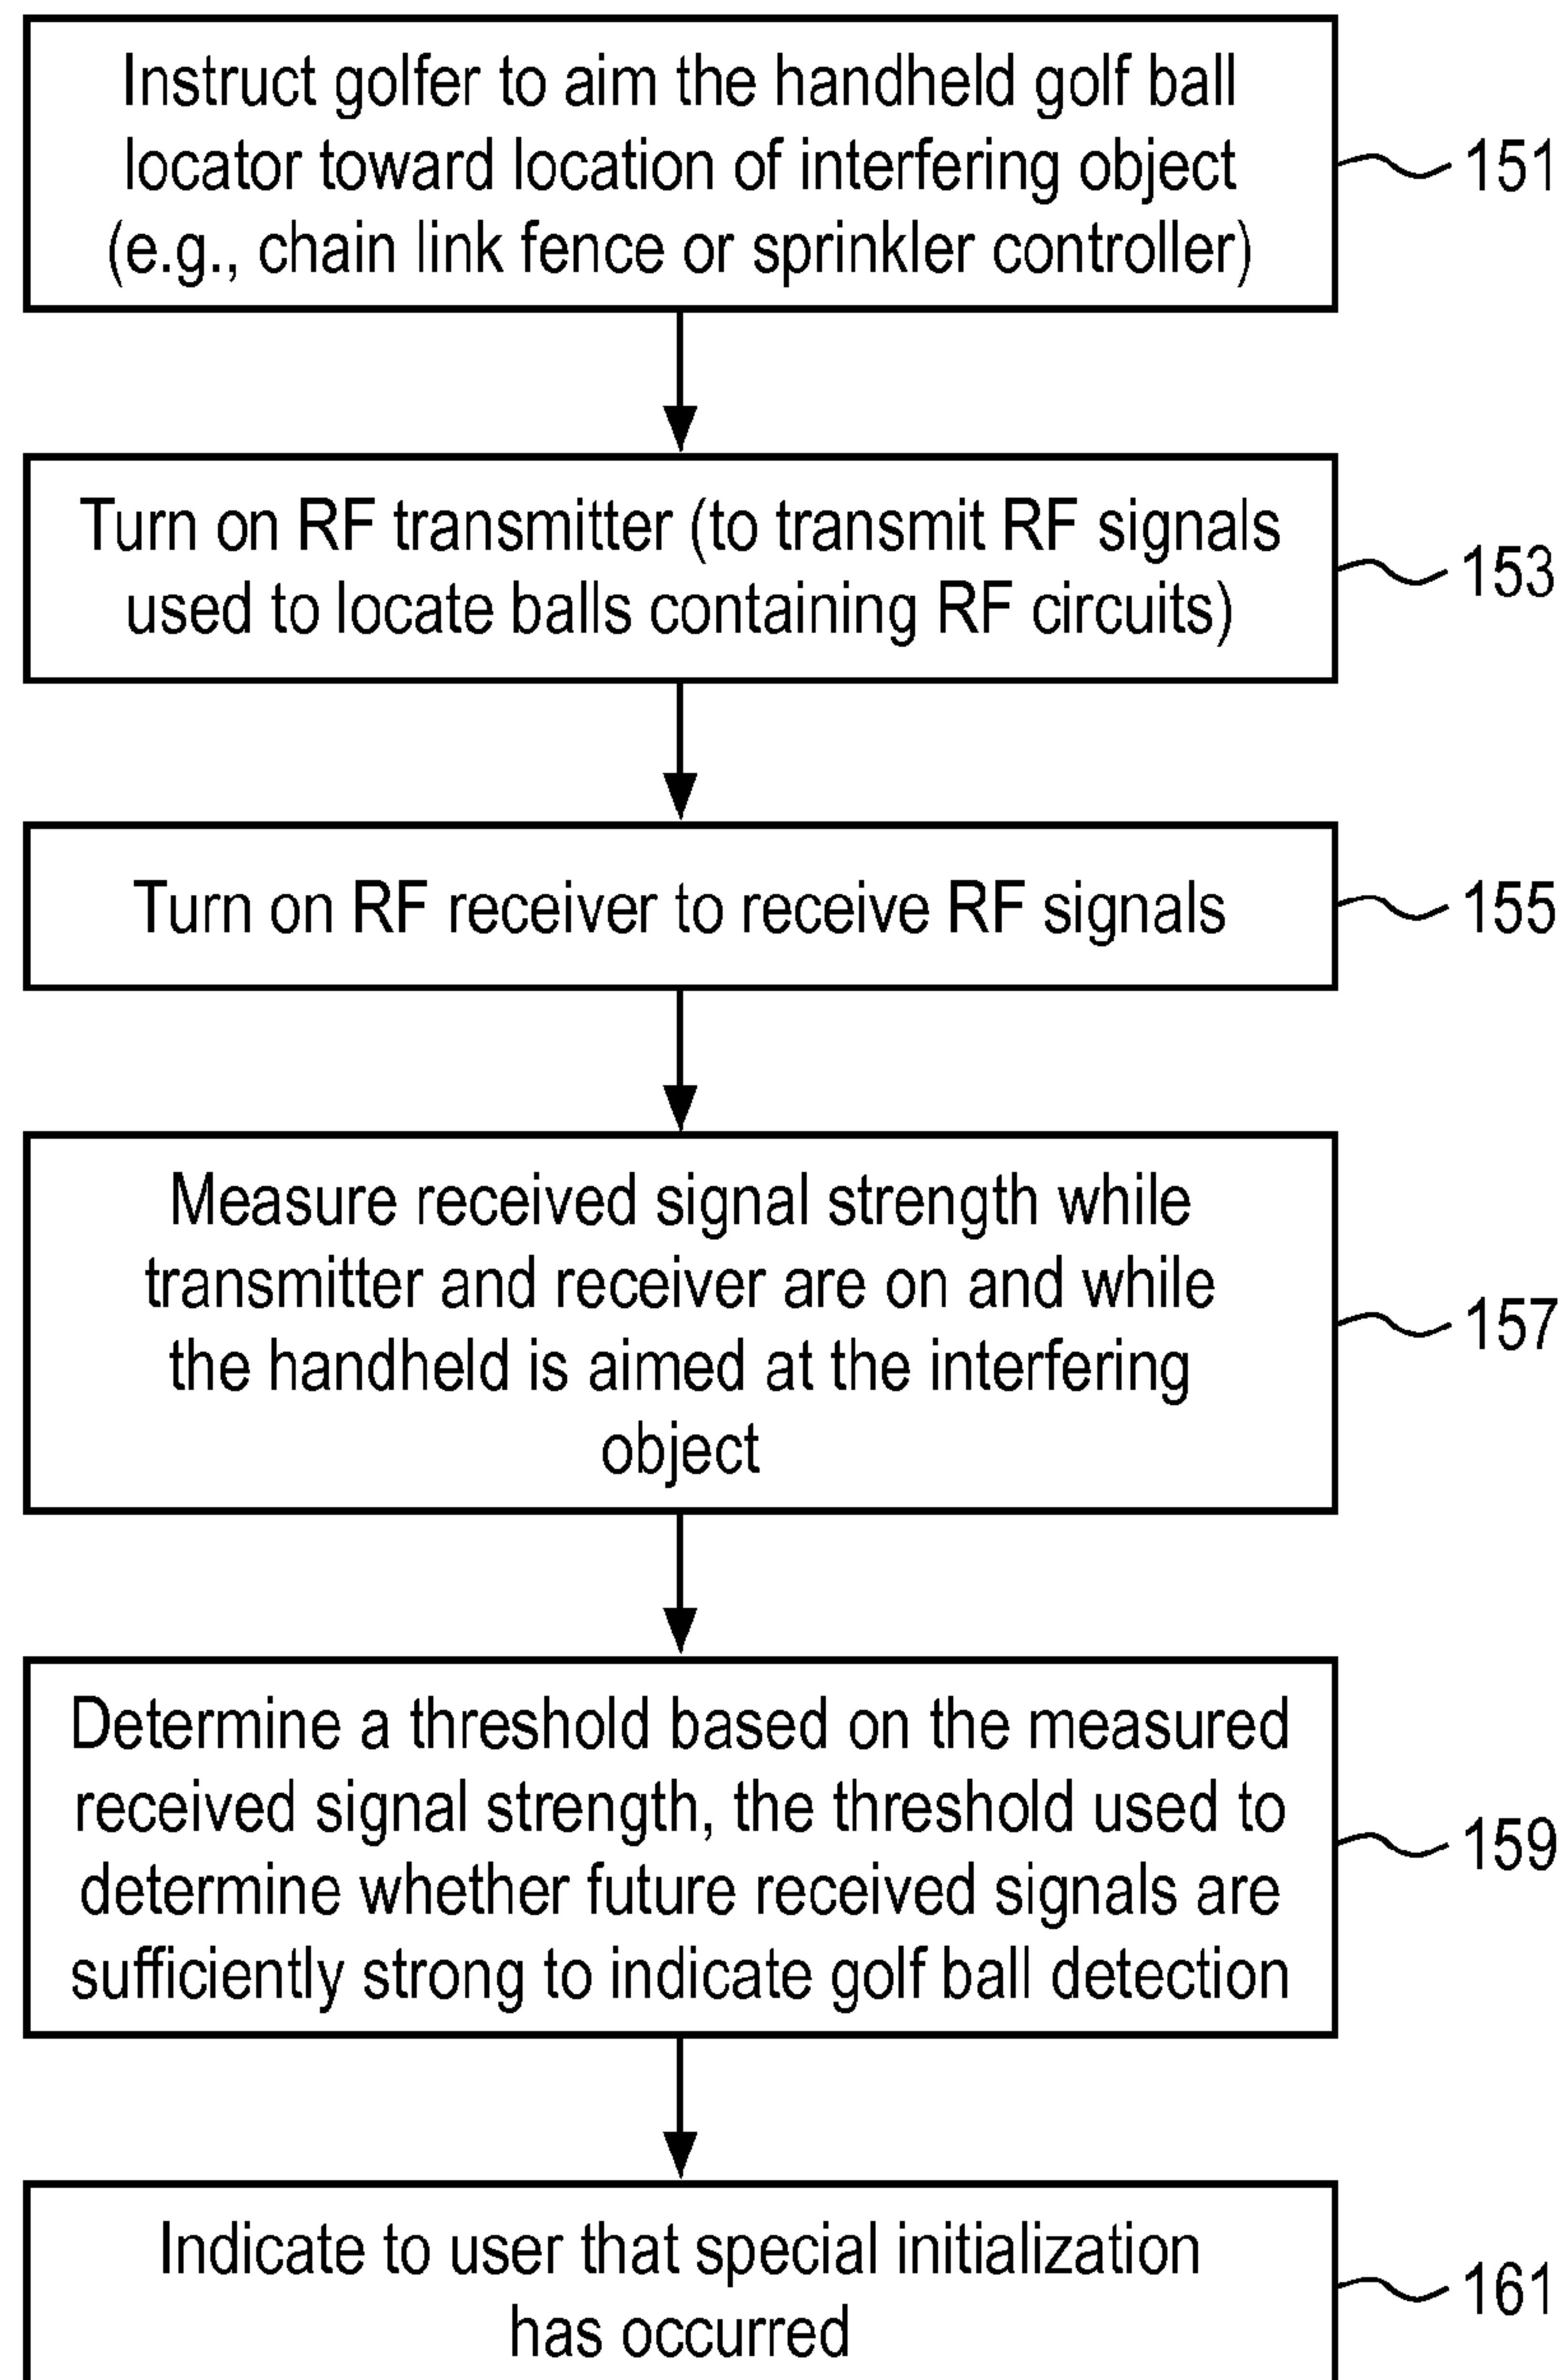 Instruct golfer to aim the handheld golf ball
locator toward location of interfering object
(e.g., chain link fence or sprinkler controller)
151
Turn on RF transmitter (to transmit RF signals
used to locate balls containing RF circuits)
153
Turn on RF receiver to receive RF signals
155
Measure received signal strength while
transmitter and receiver are on and while
the handheld is aimed at the interfering
object
157
Determine a threshold based on the measured
received signal strength, the threshold used to
determine whether future received signals are
sufficiently strong to indicate golf ball detection
159
Indicate to user that special initialization
has occurred
161